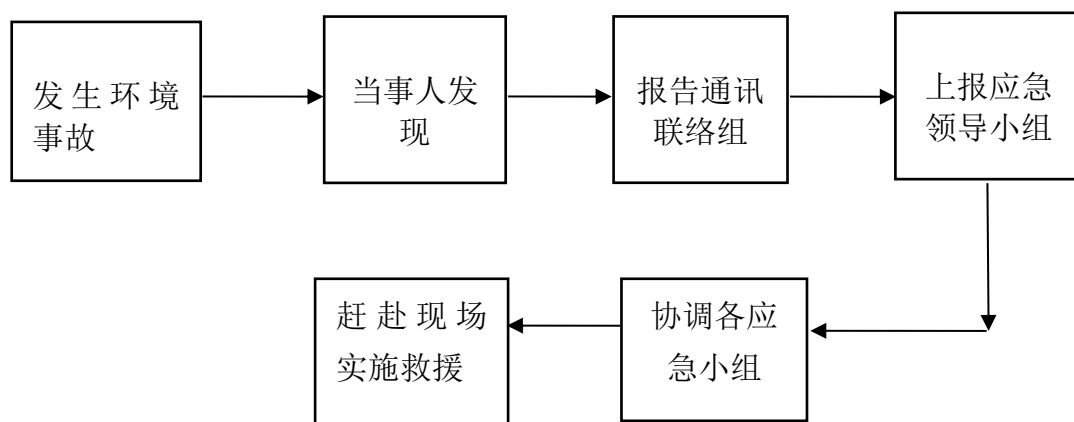 发生环境
事故
当事人发
现
报告通讯
联络组
上报应急
领导小组
协调各应
急小组
赶赴现场
实施救援